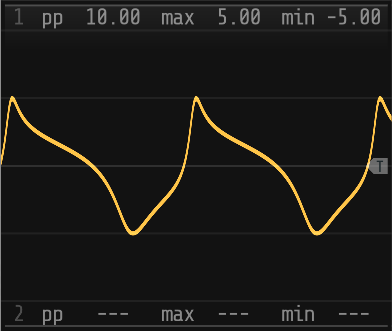 1 pp 10.00 max 5.00 min -5.00
T
2 pp --- max --- min ---